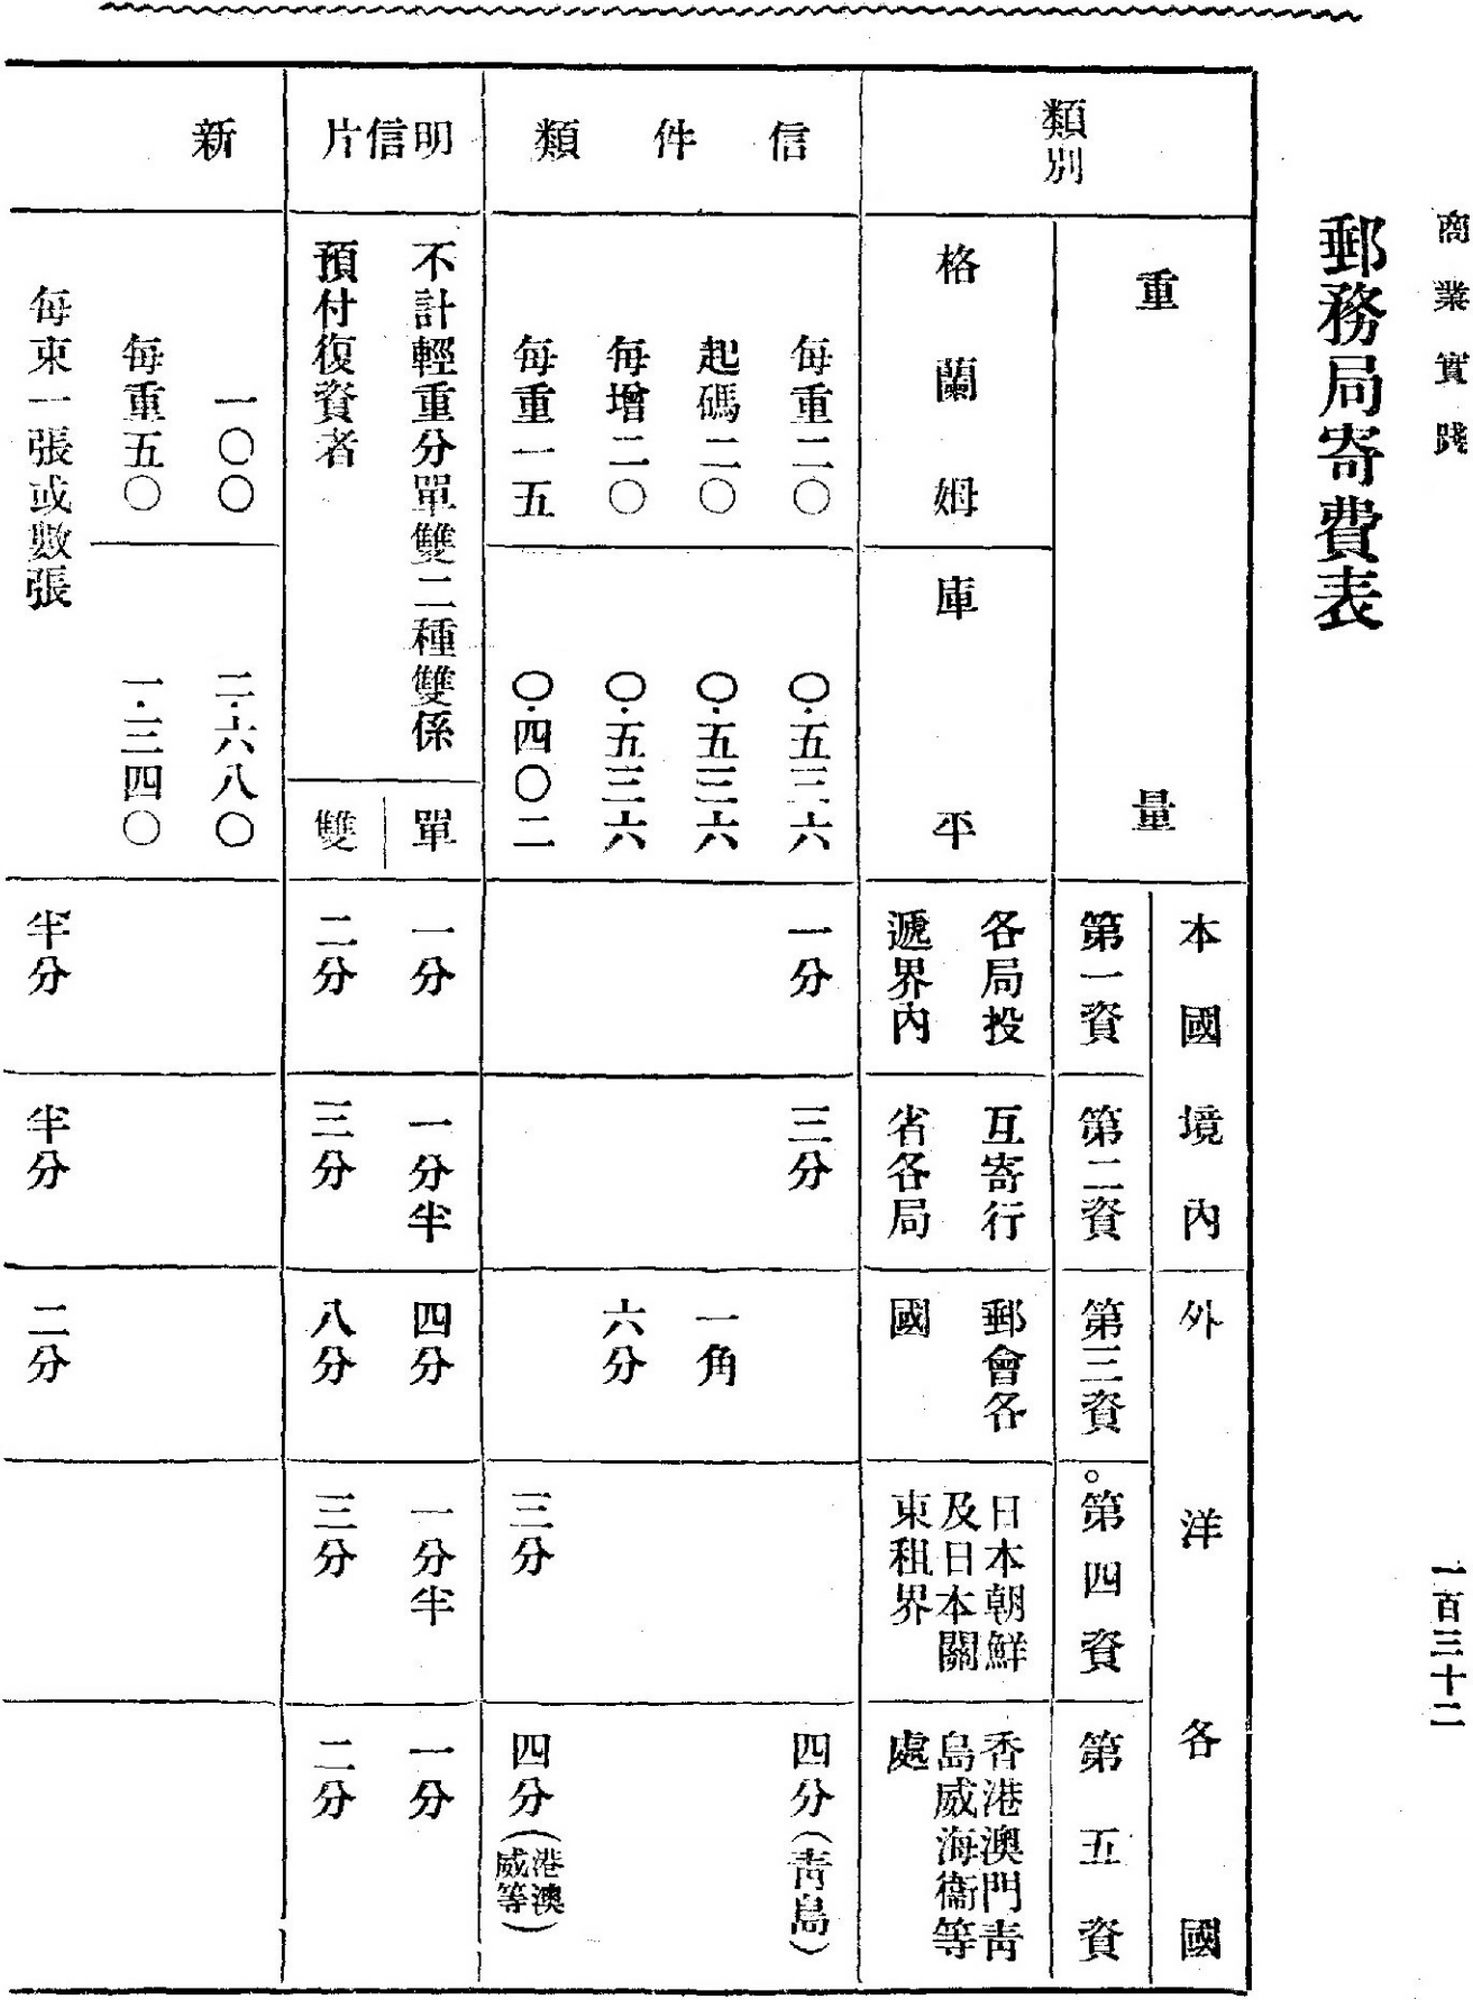 商業實踐
一百三十二
郵務局寄費表
類別
重量
本國境內
外洋各國
第一資
第二資
第三資
第四資
第五資
格蘭姆
庫平
各局投遞界內
互寄行省各局
郵會各國
日本朝鮮及日本關東租界
香港澳門靑島威海衞等處
信件類
每重二〇
〇.五三六
一分
三分
四分(靑島)
起碼二〇
〇.五三六
一角
每增二〇
〇.五三六
六分
每重一五
〇.四〇二
三分
四分(港澳威等)
明信片
不計輕重分單雙二種雙係
預付復資者
單
一分
一分半
四分
一分半
一分
雙
二分
三分
八分
三分
二分
新
一〇〇
二.六八〇
每重五〇
一.三四〇
每束一張或數張
半分
半分
二分